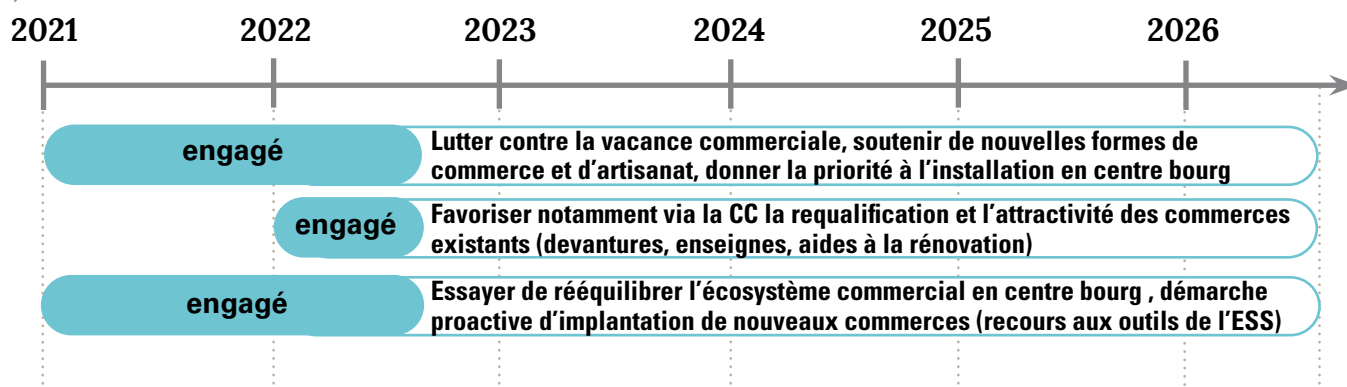 2021 2022 2023 2024 2025 2026
engagé
Lutter contre la vacance commerciale, soutenir de nouvelles formes de
commerce et d’artisanat, donner la priorité à l’installation en centre bourg
engagé
Favoriser notamment via la CC la requalification et l’attractivité des commerces
existants (devantures, enseignes, aides à la rénovation)
engagé
Essayer de rééquilibrer l’écosystème commercial en centre bourg , démarche
proactive d’implantation de nouveaux commerces (recours aux outils de l’ESS)